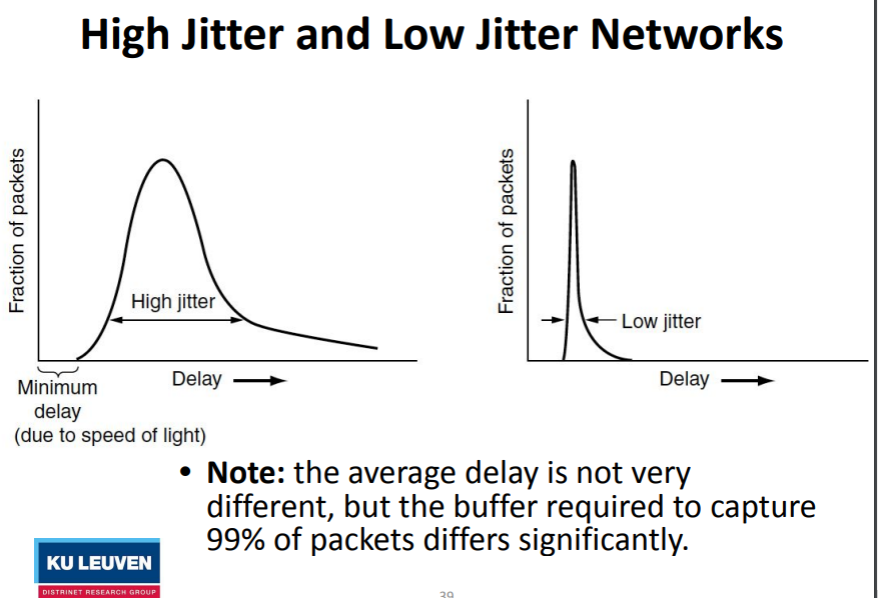 High Jitter and Low Jitter Networks
Fraction of packets
High jitter
Minimum
delay
(due to speed of light)
Delay
Fraction of packets
Low jitter
Delay
• Note: the average delay is not very
different, but the buffer required to capture
99% of packets differs significantly.
KU LEUVEN
DISTRINET RESEARCH GROUP
39